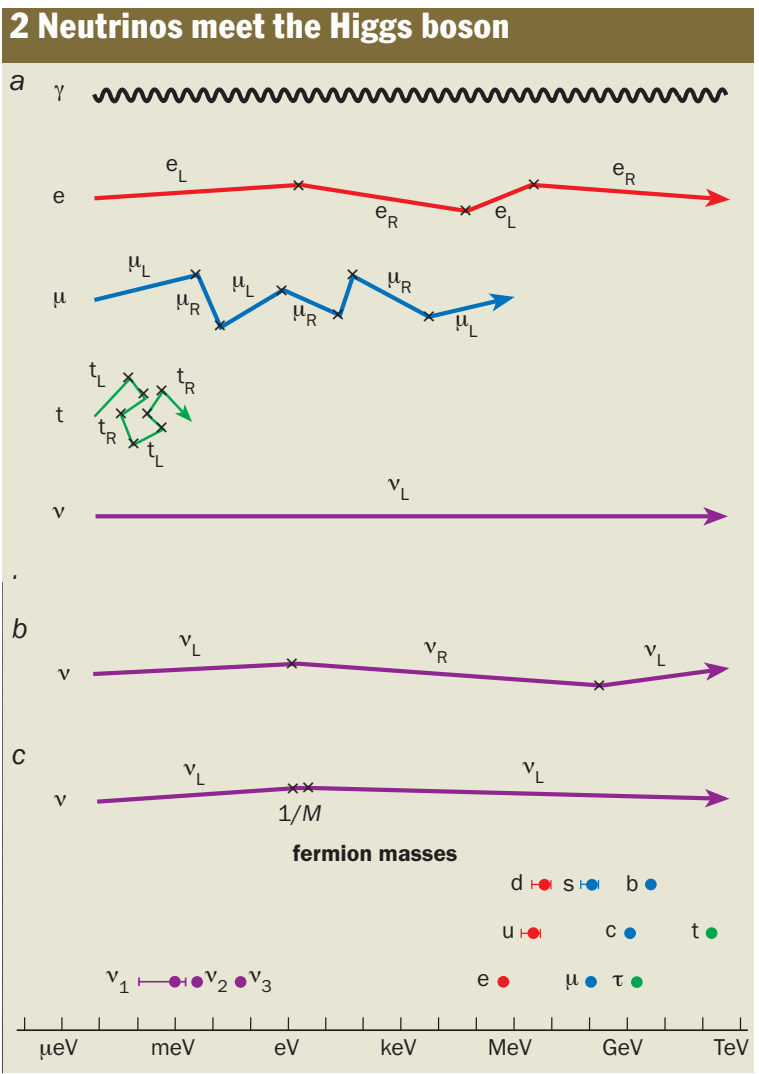 2 Neutrinos meet the Higgs boson
a
γ
e_L e_R
e
e_R e_L
μ_L μ_L μ_R
μ
μ_R μ_R μ_L
t_L t_R
t
t_R t_L
ν_L
ν
b
ν_L ν_R ν_L
ν
c
ν_L ν_L
ν
1/M
fermion masses
d s b
u c t
ν_1 ν_2 ν_3 e μ τ
μeV meV eV keV MeV GeV TeV